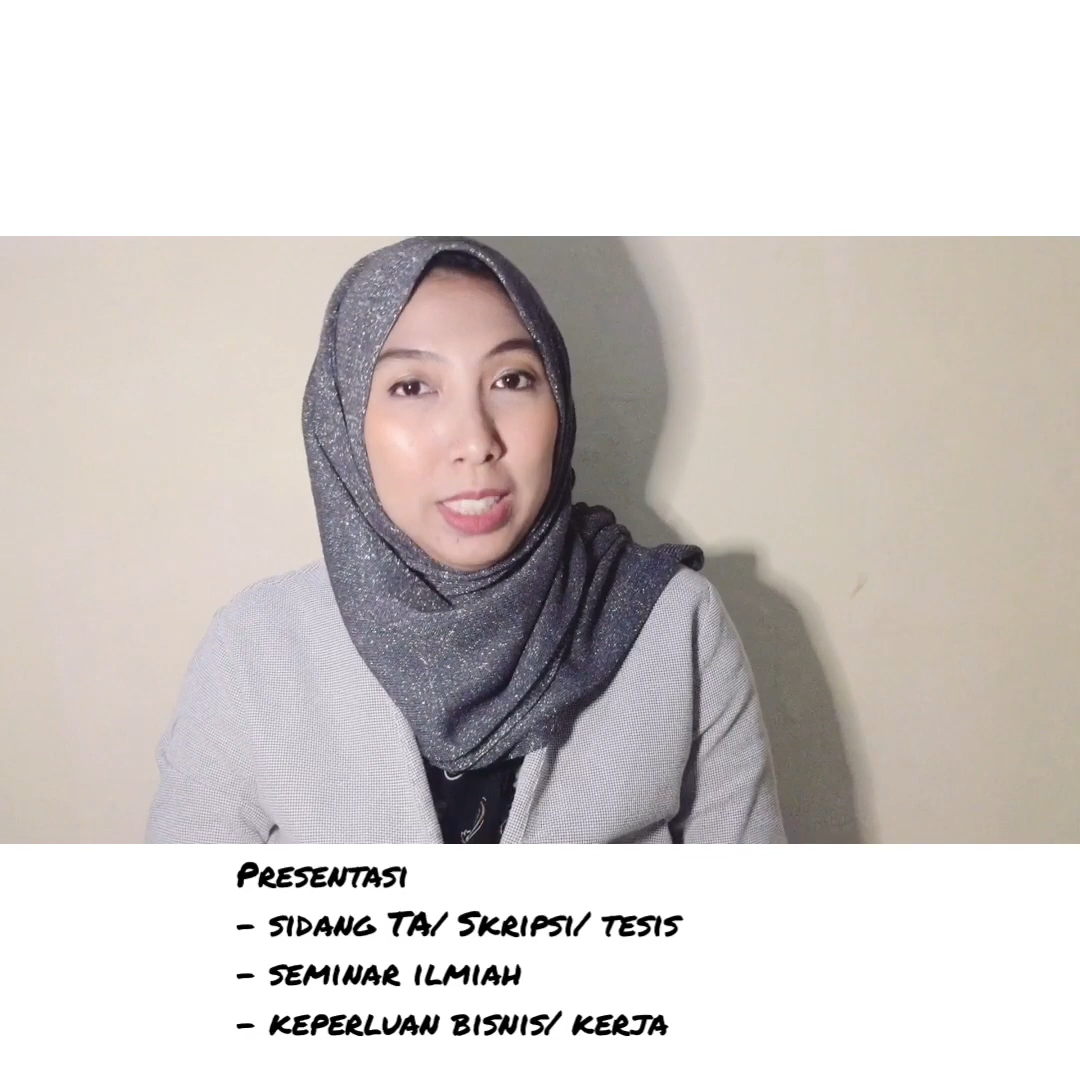 Presentasi
- sidang TA/ Skripsi/ tesis
- seminar ilmiah
- keperluan bisnis/ kerja